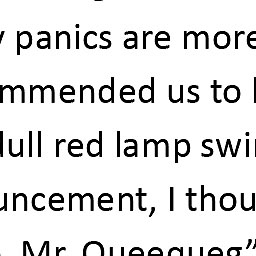 y panics are more
mmended us to
dull red lamp swin
uncement, I thou
Mr. Queequeg”